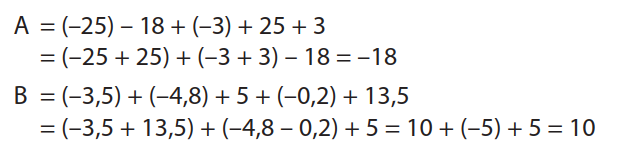 A = (–25) – 18 + (–3) + 25 + 3
= (–25 + 25) + (–3 + 3) – 18 = –18
B = (–3,5) + (–4,8) + 5 + (–0,2) + 13,5
= (–3,5 + 13,5) + (–4,8 – 0,2) + 5 = 10 + (–5) + 5 = 10